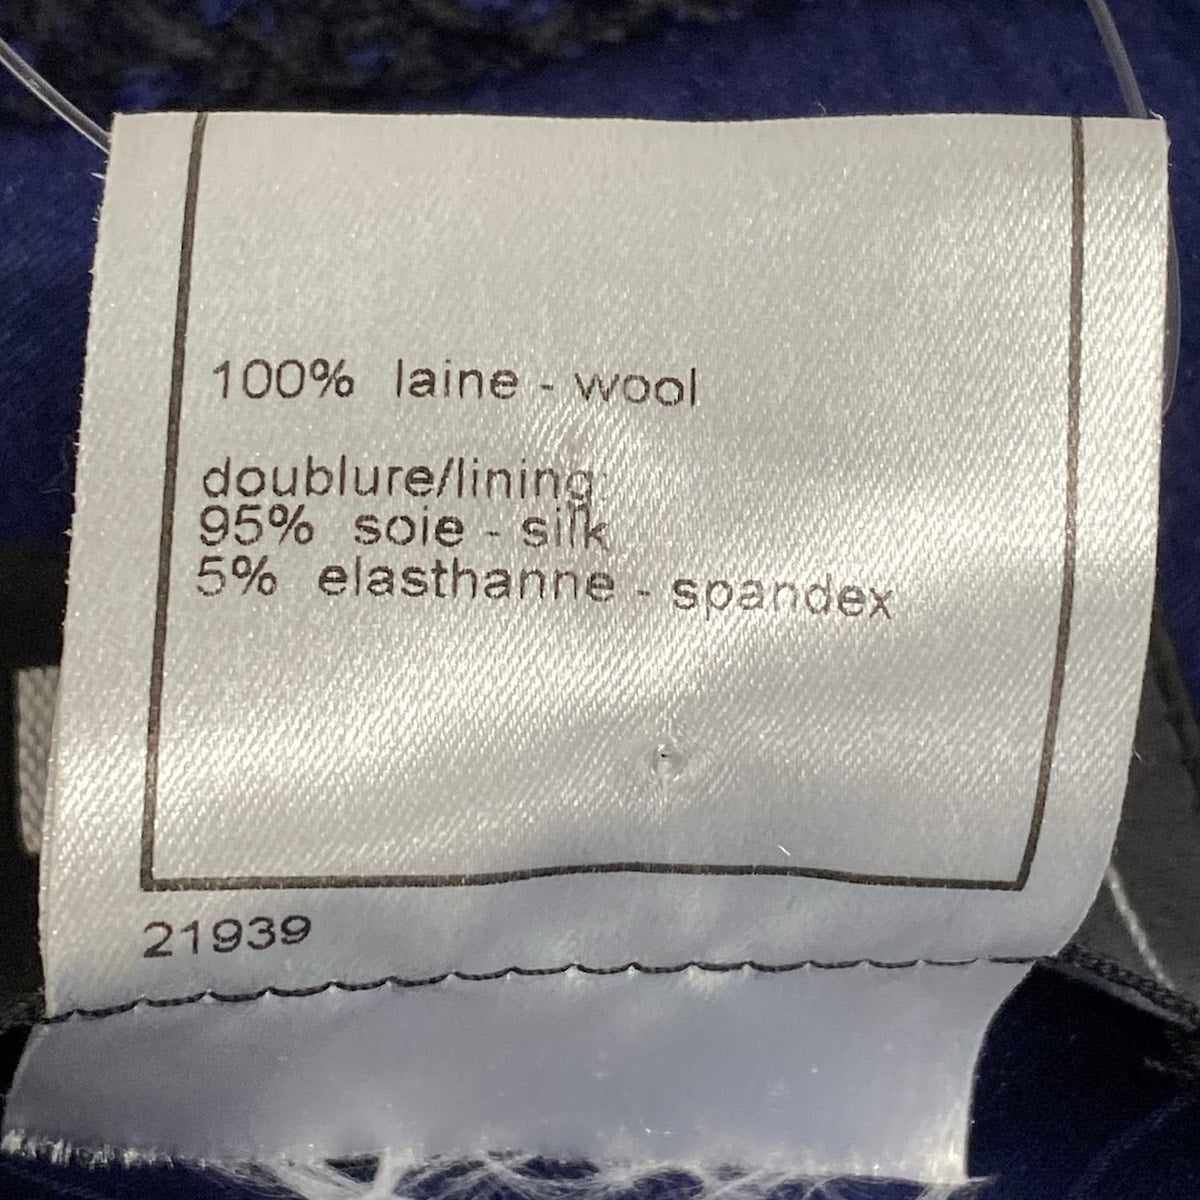 100% laine - wool
doublure/lining:
95% soie - silk
5% elasthanne - spandex
21939